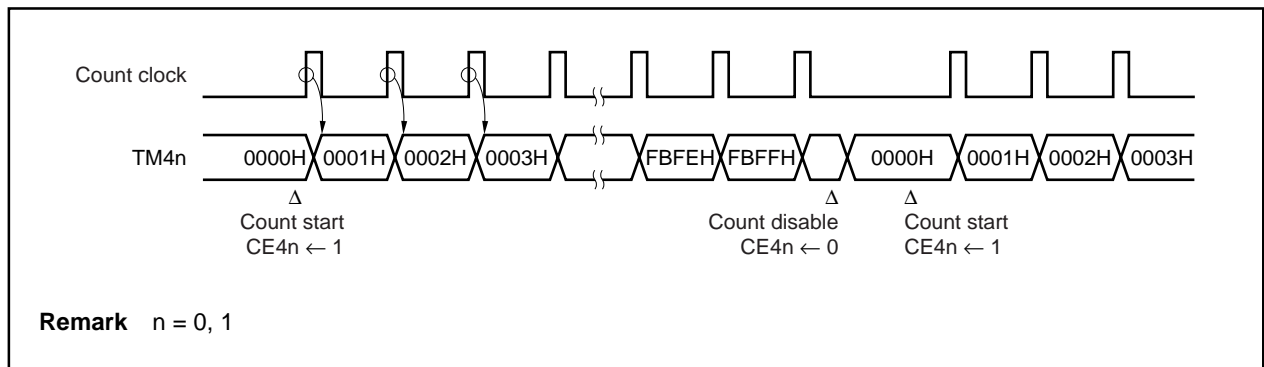 Count clock
TM4n
0000H 0001H 0002H 0003H FBFEH FBFFH 0000H 0001H 0002H 0003H
∆ ∆ ∆
Count start Count disable Count start
CE4n ← 1 CE4n ← 0 CE4n ← 1
Remark n = 0, 1